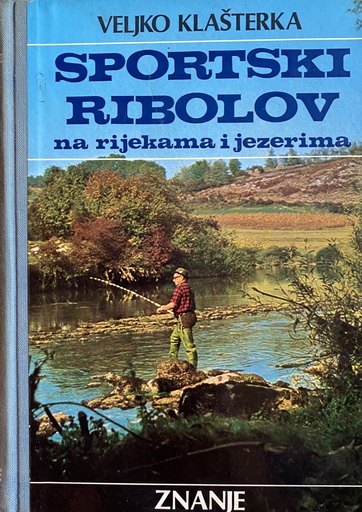 VELJKO KLAŠTERKA
SPORTSKI
RIBOLOV
na rijekama i jezerima
ZNANJE